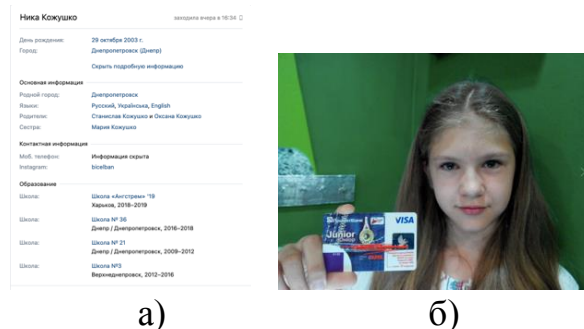 Ника Кожушко заходила вчера в
День рождения: 29 октября 2003 г.
Город: Днепропетровск (Днепр)
Скрыть подробную информацию
Основная информация
Родной город: Днепропетровск
Языки: Русский, Українська, English
Родители: Станислав Кожушко и Оксана Кожушко
Сестра: Мария Кожушко
Контактная информация
Моб. телефон: Информация скрыта
Instagram: bicelban
Образование
Школа: Школа «Ангстрем» '19
Харьков, 2018–2019
Школа: Школа № 36
Днепр / Днепропетровск, 2016–2018
Школа: Школа № 21
Днепр / Днепропетровск, 2009–2012
Школа: Школа №3
Верхнеднепровск, 2012–2016
VISA
Junior
а) б)